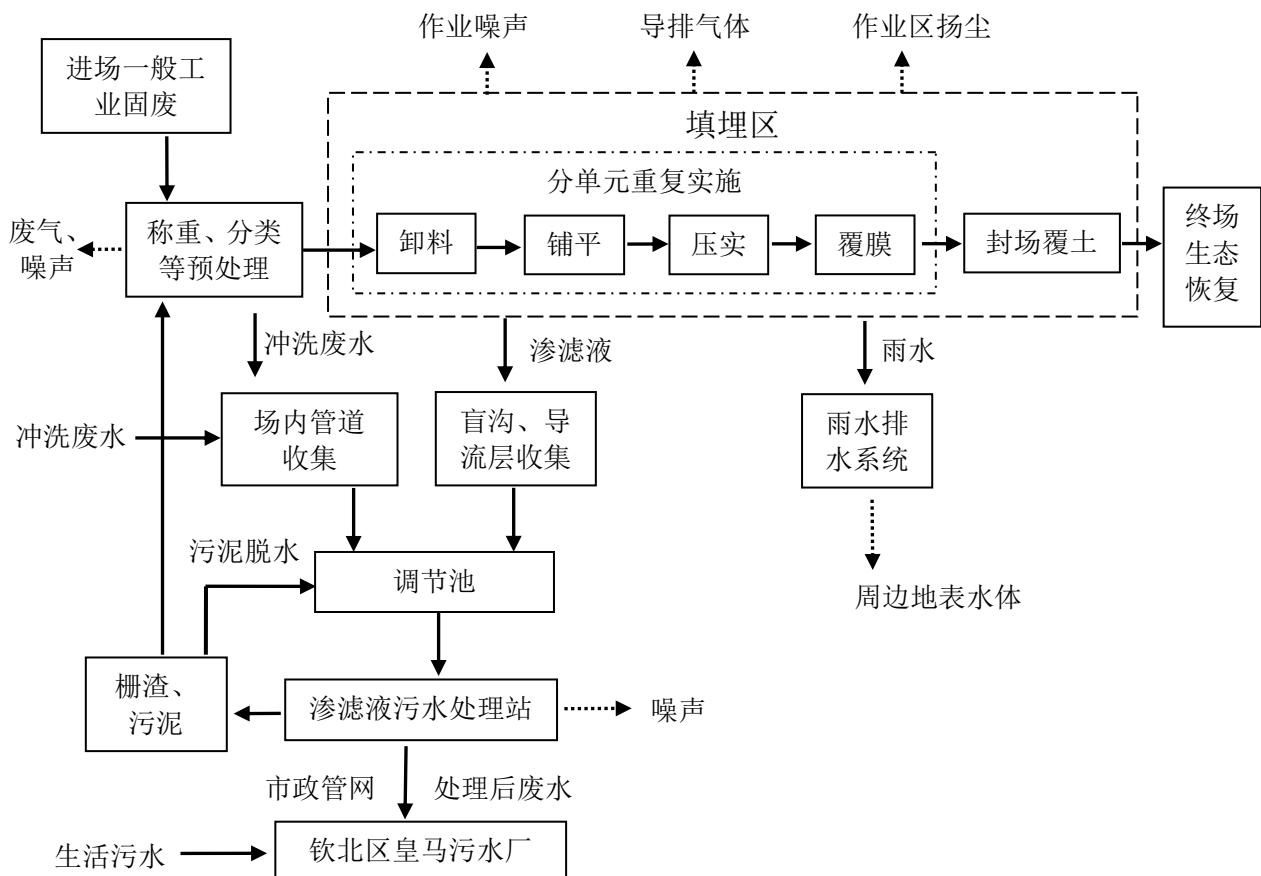 作业噪声
导排气体
作业区扬尘
进场一般工
业固废
填埋区
分单元重复实施
废气、
噪声
称重、分类
等预处理
卸料
铺平
压实
覆膜
封场覆土
终场
生态
恢复
冲洗废水
渗滤液
雨水
冲洗废水
场内管道
收集
盲沟、导
流层收集
雨水排
水系统
污泥脱水
调节池
周边地表水体
栅渣、
污泥
渗滤液污水处理站
噪声
市政管网
处理后废水
生活污水
钦北区皇马污水厂